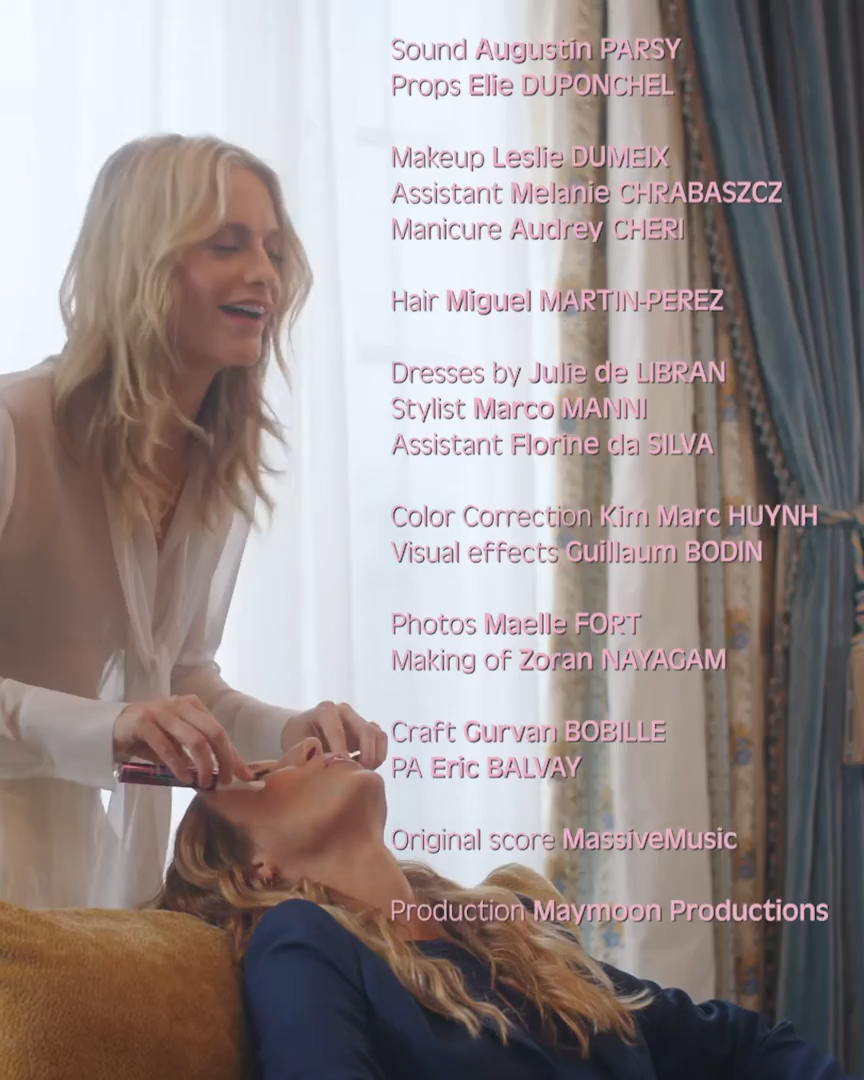 Sound Augustin PARSY
Props Elie DUPONCHEL
Makeup Leslie DUMEIX
Assistant Melanie CHRABASZCZ
Manicure Audrey CHERI
Hair Miguel MARTIN-PEREZ
Dresses by Julie de LIBRAN
Stylist Marco MANNI
Assistant Florine da SILVA
Color Correction Kim Marc HUYNH
Visual effects Guillaum BODIN
Photos Maelle FORT
Making of Zoran NAYAGAM
Craft Gurvan BOBILLE
PA Eric BALVAY
Original score MassiveMusic
Production Maymoon Productions